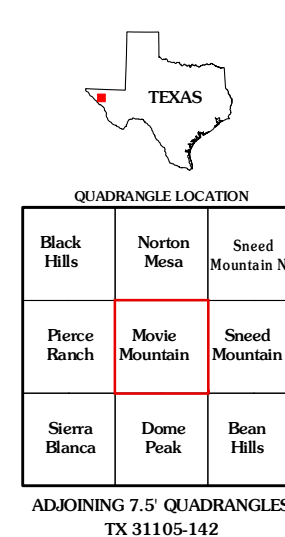 TEXAS
QUADRANGLE LOCATION
Black Hills
Norton Mesa
Sneed Mountain N
Pierce Ranch
Movie Mountain
Sneed Mountain
Sierra Blanca
Dome Peak
Bean Hills
ADJOINING 7.5' QUADRANGLES
TX 31105-142